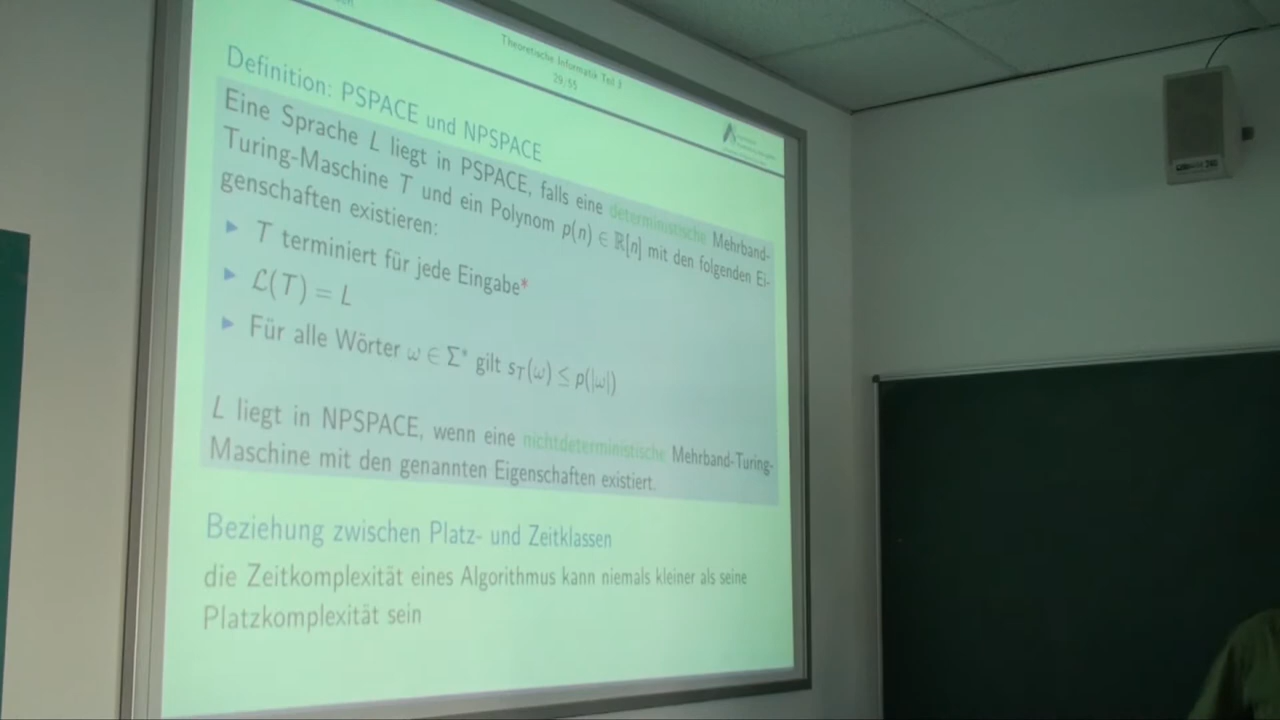 Theoretische Informatik Teil 3
29/55
Definition: PSPACE und NPSPACE
Eine Sprache L liegt in PSPACE, falls eine deterministische Mehrband-
Turing-Maschine T und ein Polynom p(n) ∈ ℝ[n] mit den folgenden Ei-
genschaften existieren:
▶ T terminiert für jede Eingabe*
▶ ℒ(T) = L
▶ Für alle Wörter ω ∈ Σ* gilt s_T(ω) ≤ p(|ω|)
L liegt in NPSPACE, wenn eine nichtdeterministische Mehrband-Turing-
Maschine mit den genannten Eigenschaften existiert.
Beziehung zwischen Platz- und Zeitklassen
die Zeitkomplexität eines Algorithmus kann niemals kleiner als seine
Platzkomplexität sein